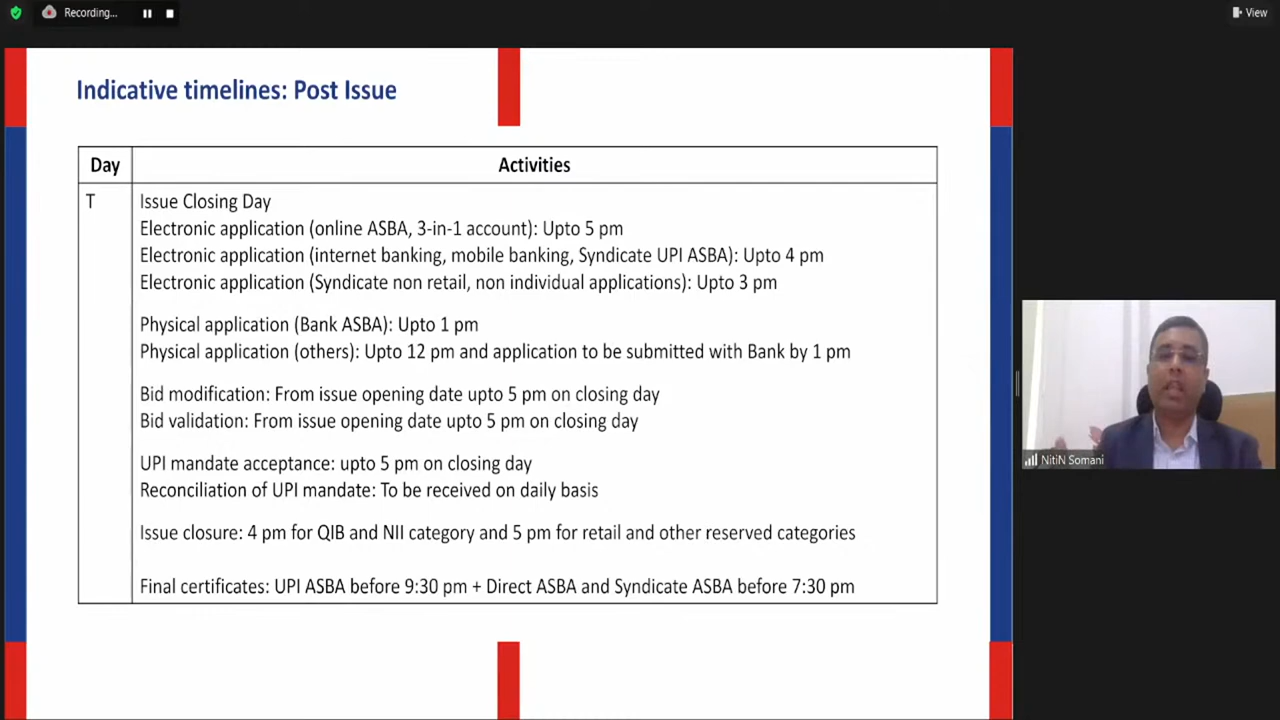 Recording...
View
Indicative timelines: Post Issue
Day
Activities
T
Issue Closing Day
Electronic application (online ASBA, 3-in-1 account): Upto 5 pm
Electronic application (internet banking, mobile banking, Syndicate UPI ASBA): Upto 4 pm
Electronic application (Syndicate non retail, non individual applications): Upto 3 pm
Physical application (Bank ASBA): Upto 1 pm
Physical application (others): Upto 12 pm and application to be submitted with Bank by 1 pm
Bid modification: From issue opening date upto 5 pm on closing day
Bid validation: From issue opening date upto 5 pm on closing day
UPI mandate acceptance: upto 5 pm on closing day
Reconciliation of UPI mandate: To be received on daily basis
Issue closure: 4 pm for QIB and NII category and 5 pm for retail and other reserved categories
Final certificates: UPI ASBA before 9:30 pm + Direct ASBA and Syndicate ASBA before 7:30 pm
NitiN Somani